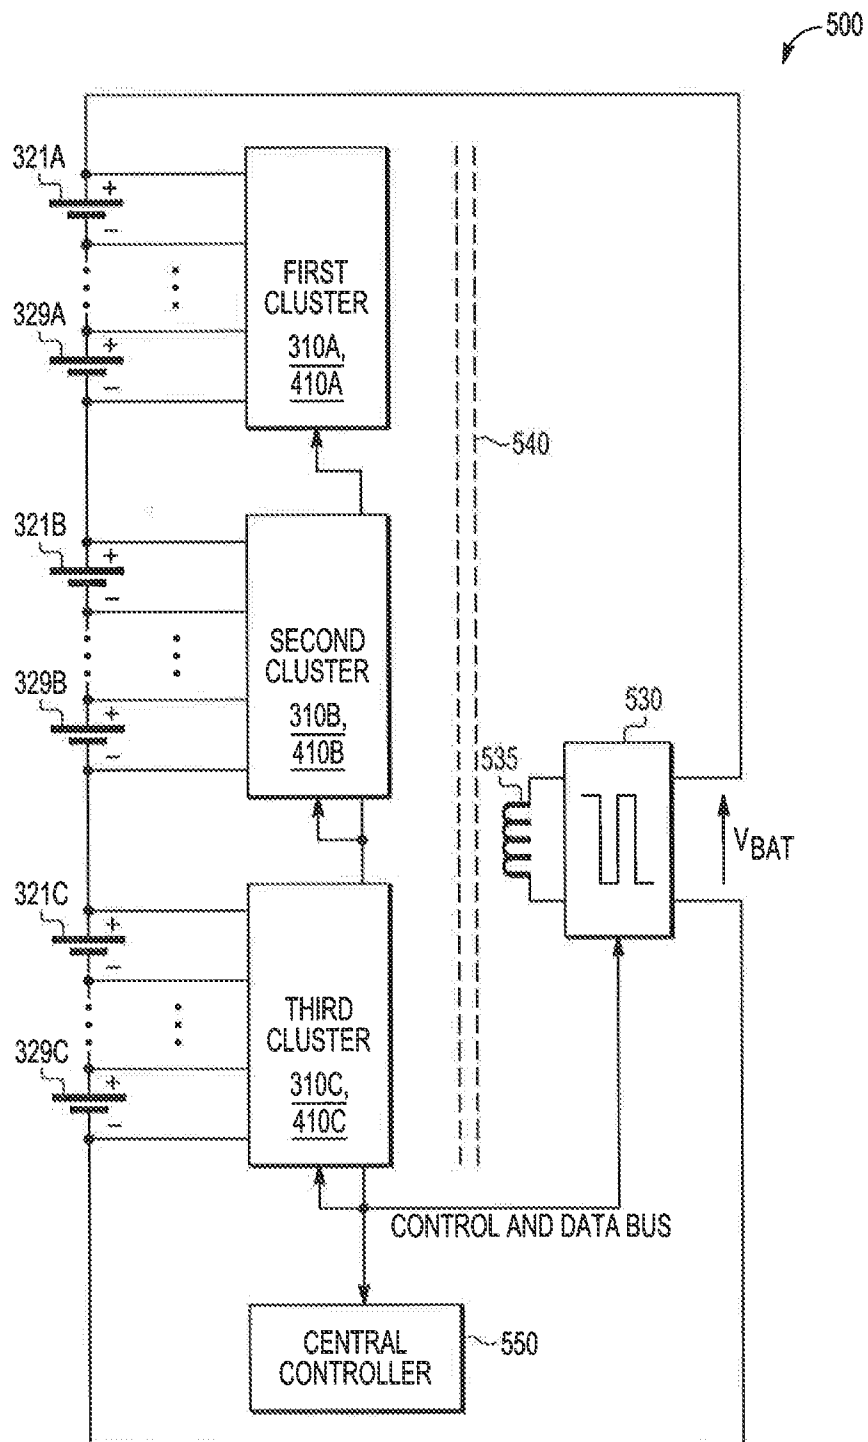 500
321A
+
−
329A
+
−
FIRST
CLUSTER
310A,
410A
540
321B
+
−
329B
+
−
SECOND
CLUSTER
310B,
410B
530
535
VBAT
321C
+
−
329C
+
−
THIRD
CLUSTER
310C,
410C
CONTROL AND DATA BUS
CENTRAL
CONTROLLER
550